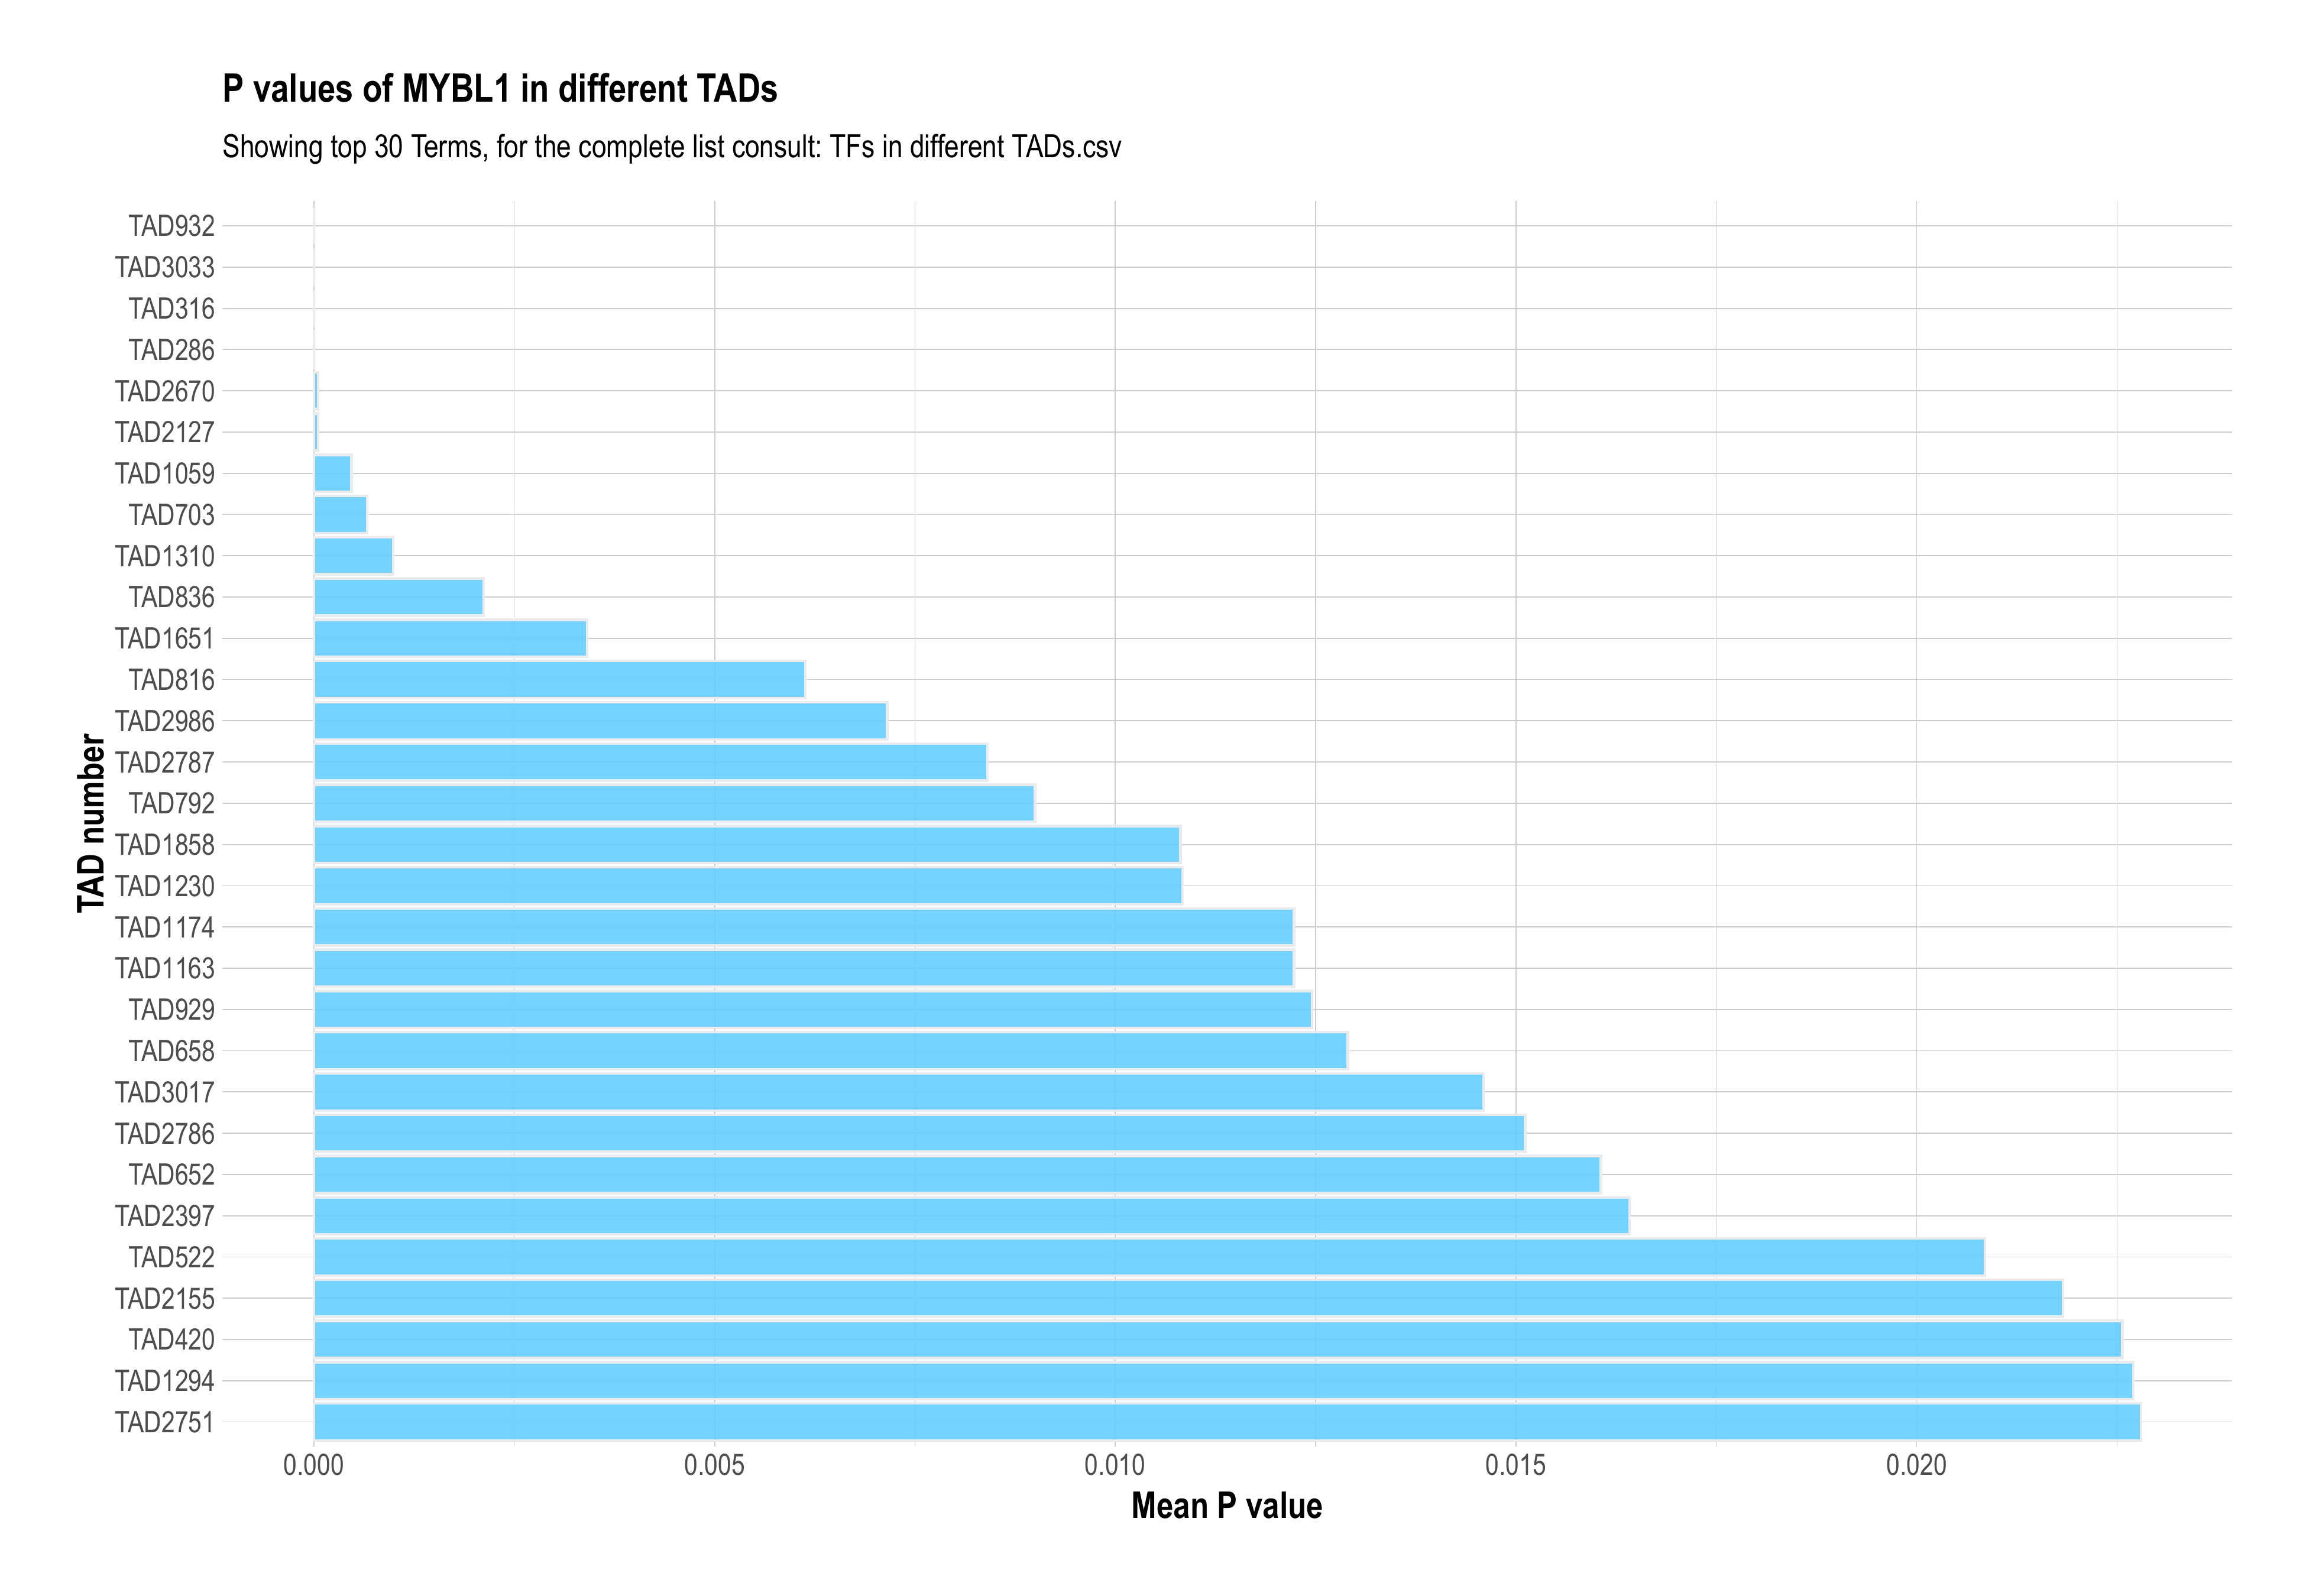 P values of MYBL1 in different TADs
Showing top 30 Terms, for the complete list consult: TFs in different TADs.csv
TAD number
TAD932
TAD3033
TAD316
TAD286
TAD2670
TAD2127
TAD1059
TAD703
TAD1310
TAD836
TAD1651
TAD816
TAD2986
TAD2787
TAD792
TAD1858
TAD1230
TAD1174
TAD1163
TAD929
TAD658
TAD3017
TAD2786
TAD652
TAD2397
TAD522
TAD2155
TAD420
TAD1294
TAD2751
0.000 0.005 0.010 0.015 0.020
Mean P value